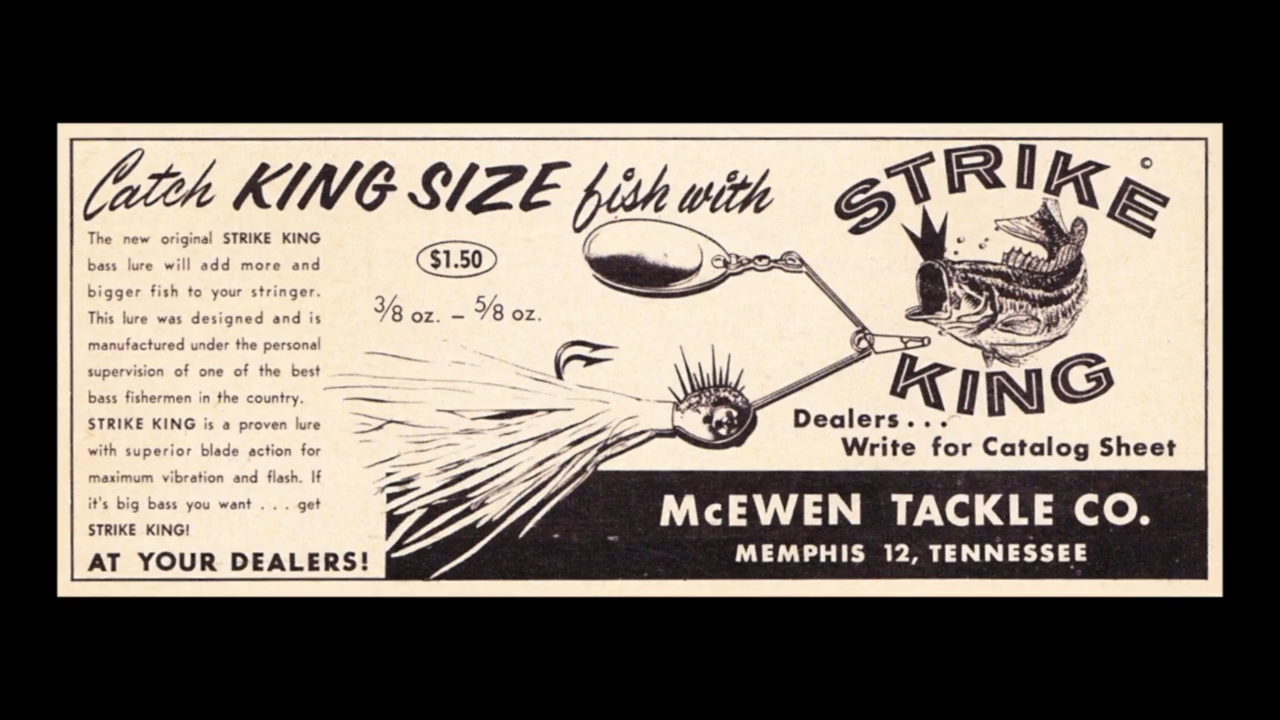 Catch KING SIZE fish with
STRIKE ©
KING
The new original STRIKE KING
bass lure will add more and
bigger fish to your stringer.
This lure was designed and is
manufactured under the personal
supervision of one of the best
bass fishermen in the country.
STRIKE KING is a proven lure
with superior blade action for
maximum vibration and flash. If
it's big bass you want . . . get
STRIKE KING!
AT YOUR DEALERS!
$1.50
3/8 oz. – 5/8 oz.
Dealers . . .
Write for Catalog Sheet
McEWEN TACKLE CO.
MEMPHIS 12, TENNESSEE